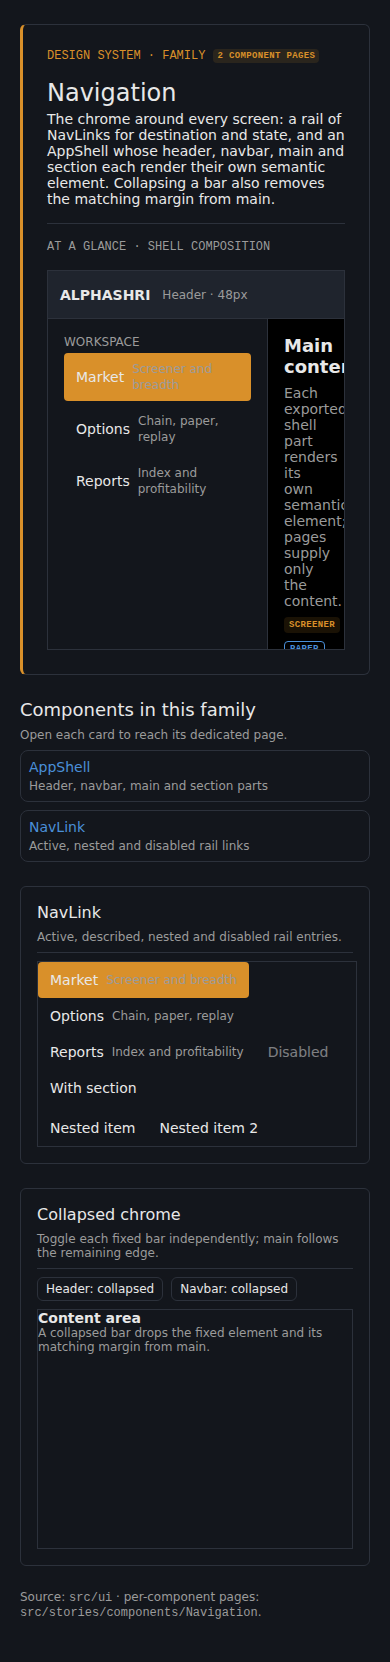 DESIGN SYSTEM · FAMILY 2 COMPONENT PAGES
Navigation
The chrome around every screen: a rail of
NavLinks for destination and state, and an
AppShell whose header, navbar, main and
section each render their own semantic
element. Collapsing a bar also removes
the matching margin from main.
AT A GLANCE · SHELL COMPOSITION
ALPHASHRI Header · 48px
WORKSPACE
Market Screener and
breadth
Options Chain, paper,
replay
Reports Index and
profitability
Main
Each
exported
shell
part
renders
its
own
semantic
element;
pages
supply
only
the
content.
SCREENER
PAPER
Components in this family
Open each card to reach its dedicated page.
AppShell
Header, navbar, main and section parts
NavLink
Active, nested and disabled rail links
NavLink
Active, described, nested and disabled rail entries.
Market Screener and breadth
Options Chain, paper, replay
Reports Index and profitability Disabled
With section
Nested item Nested item 2
Collapsed chrome
Toggle each fixed bar independently; main follows
the remaining edge.
Header: collapsed Navbar: collapsed
Content area
A collapsed bar drops the fixed element and its
matching margin from main.
Source: src/ui · per-component pages:
src/stories/components/Navigation.